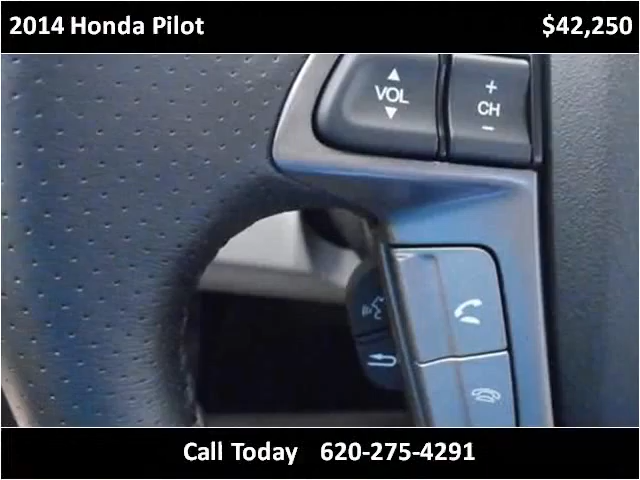 2014 Honda Pilot $42,250
VOL
+
CH
-
Call Today 620-275-4291